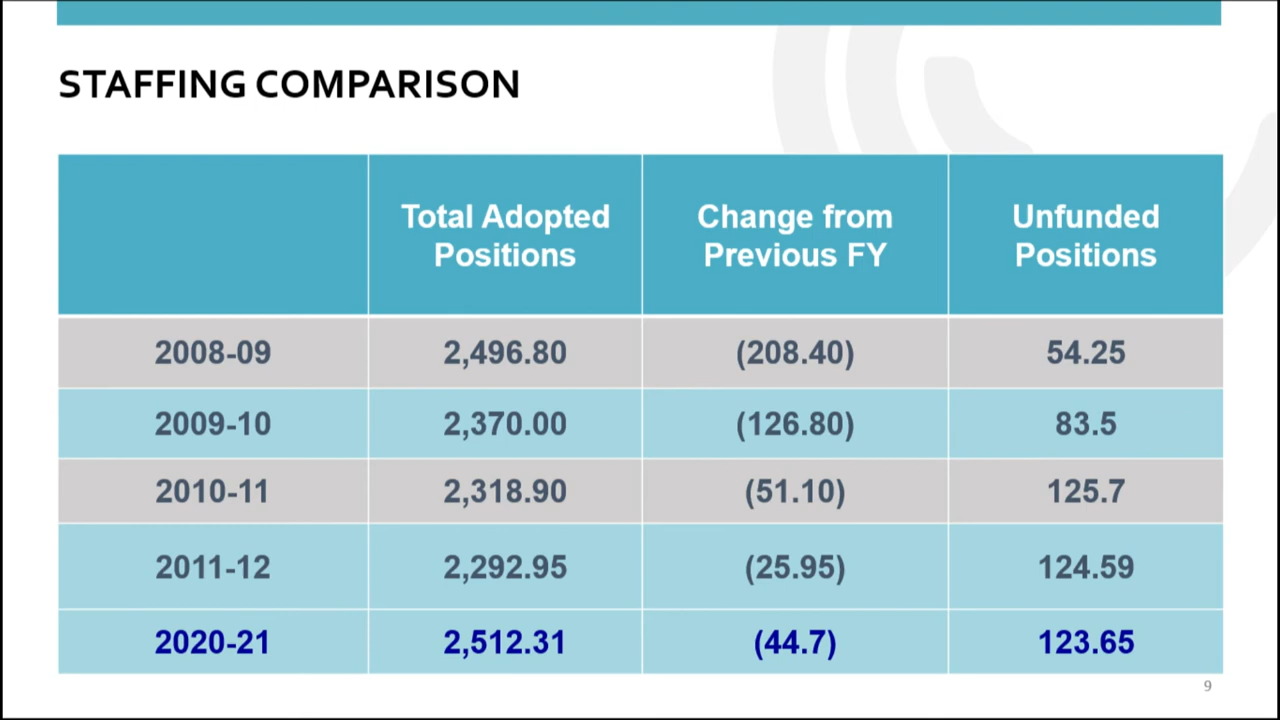 STAFFING COMPARISON
Total Adopted Positions Change from Previous FY Unfunded Positions
2008-09 2,496.80 (208.40) 54.25
2009-10 2,370.00 (126.80) 83.5
2010-11 2,318.90 (51.10) 125.7
2011-12 2,292.95 (25.95) 124.59
2020-21 2,512.31 (44.7) 123.65
9